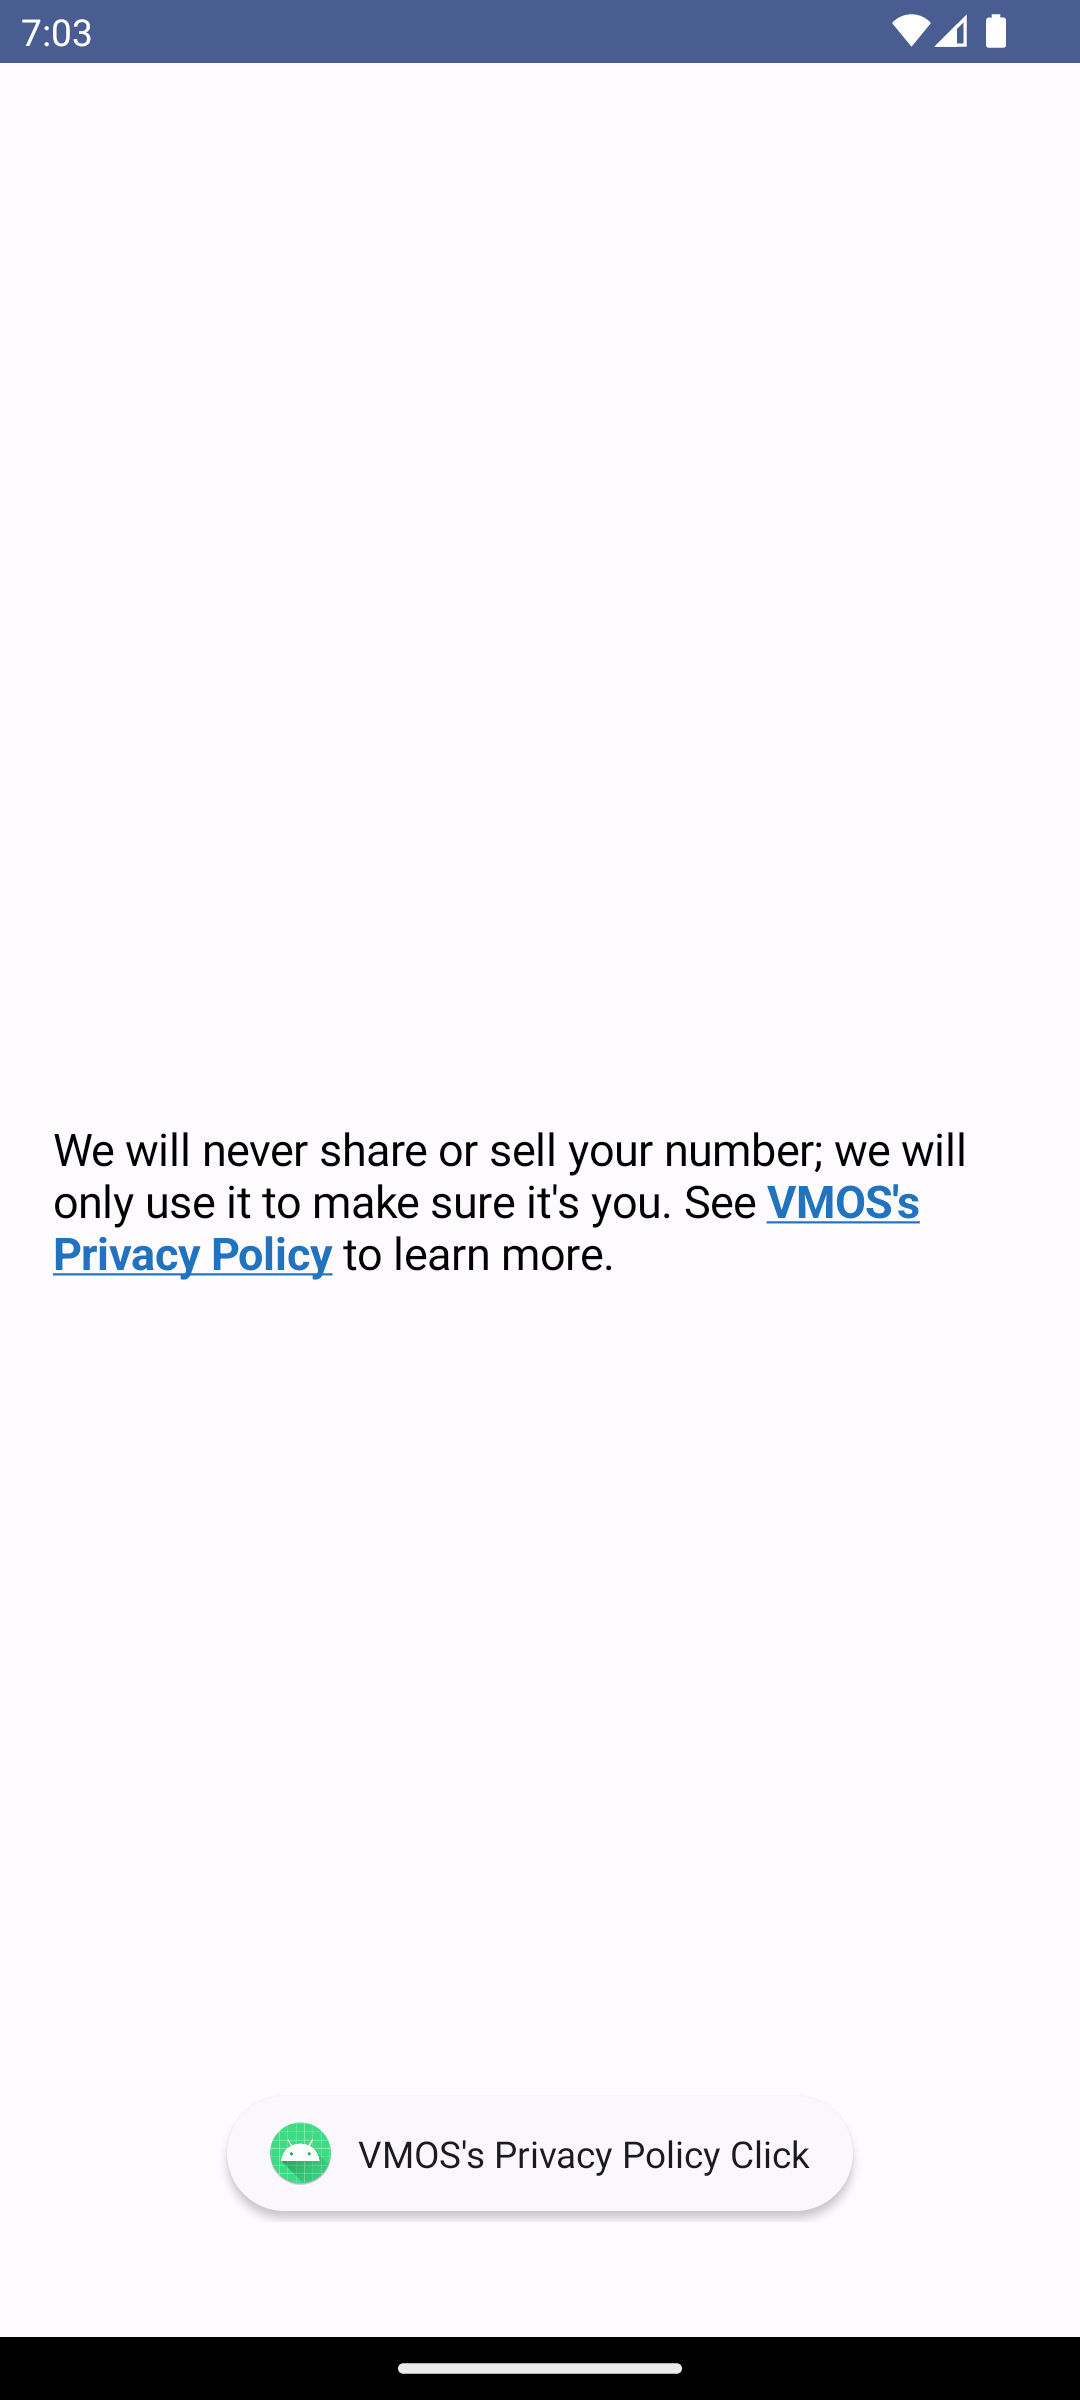 7:03
We will never share or sell your number; we will
only use it to make sure it's you. See VMOS's
Privacy Policy to learn more.
VMOS's Privacy Policy Click